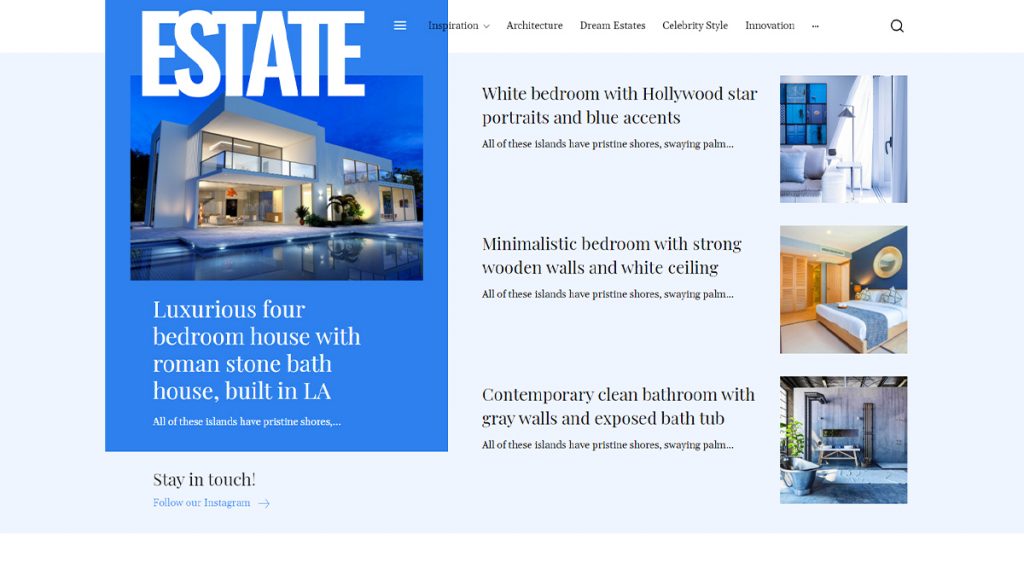 ESTATE
Inspiration Architecture Dream Estates Celebrity Style Innovation ...
Luxurious four
bedroom house with
roman stone bath
house, built in LA
All of these islands have pristine shores,...
Stay in touch!
Follow our Instagram
White bedroom with Hollywood star
portraits and blue accents
All of these islands have pristine shores, swaying palm...
Minimalistic bedroom with strong
wooden walls and white ceiling
All of these islands have pristine shores, swaying palm...
Contemporary clean bathroom with
gray walls and exposed bath tub
All of these islands have pristine shores, swaying palm...